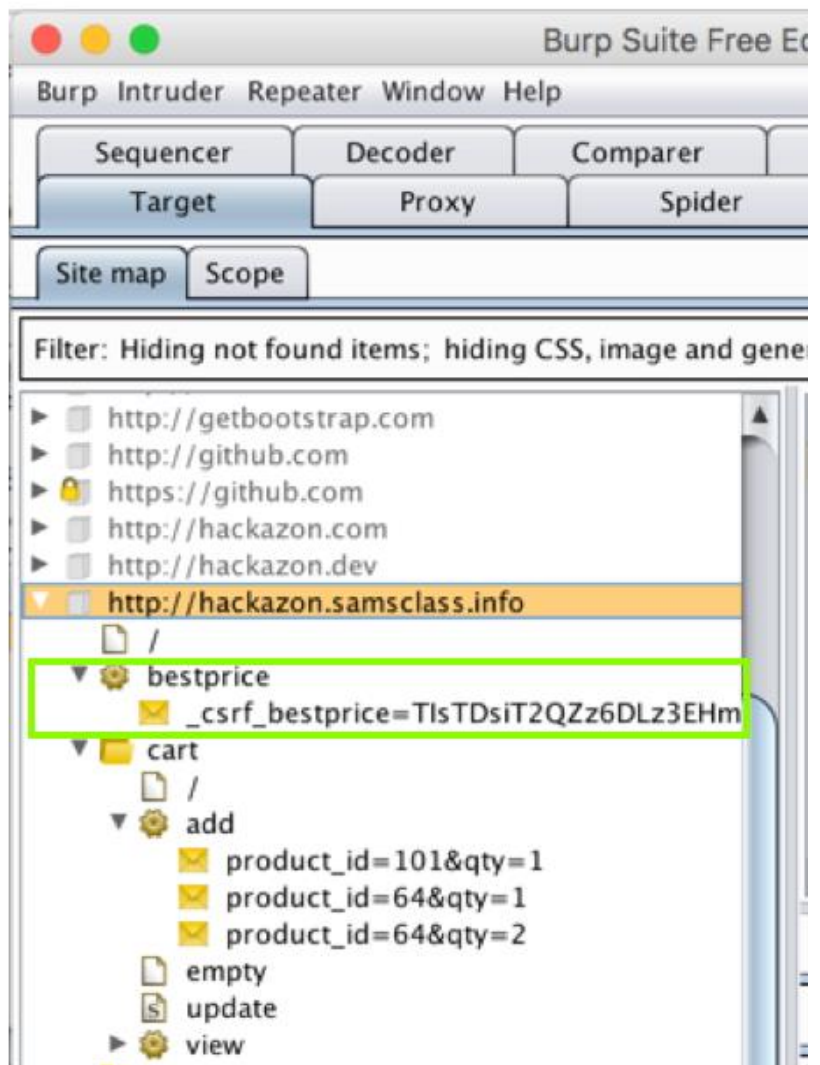 Burp Suite Free Ed
Burp Intruder Repeater Window Help
Sequencer Decoder Comparer
Target Proxy Spider
Site map Scope
Filter: Hiding not found items; hiding CSS, image and gene
http://getbootstrap.com
http://github.com
https://github.com
http://hackazon.com
http://hackazon.dev
http://hackazon.samsclass.info
/
bestprice
_csrf_bestprice=TIsTDsiT2QZz6DLz3EHm
cart
/
add
product_id=101&qty=1
product_id=64&qty=1
product_id=64&qty=2
empty
update
view